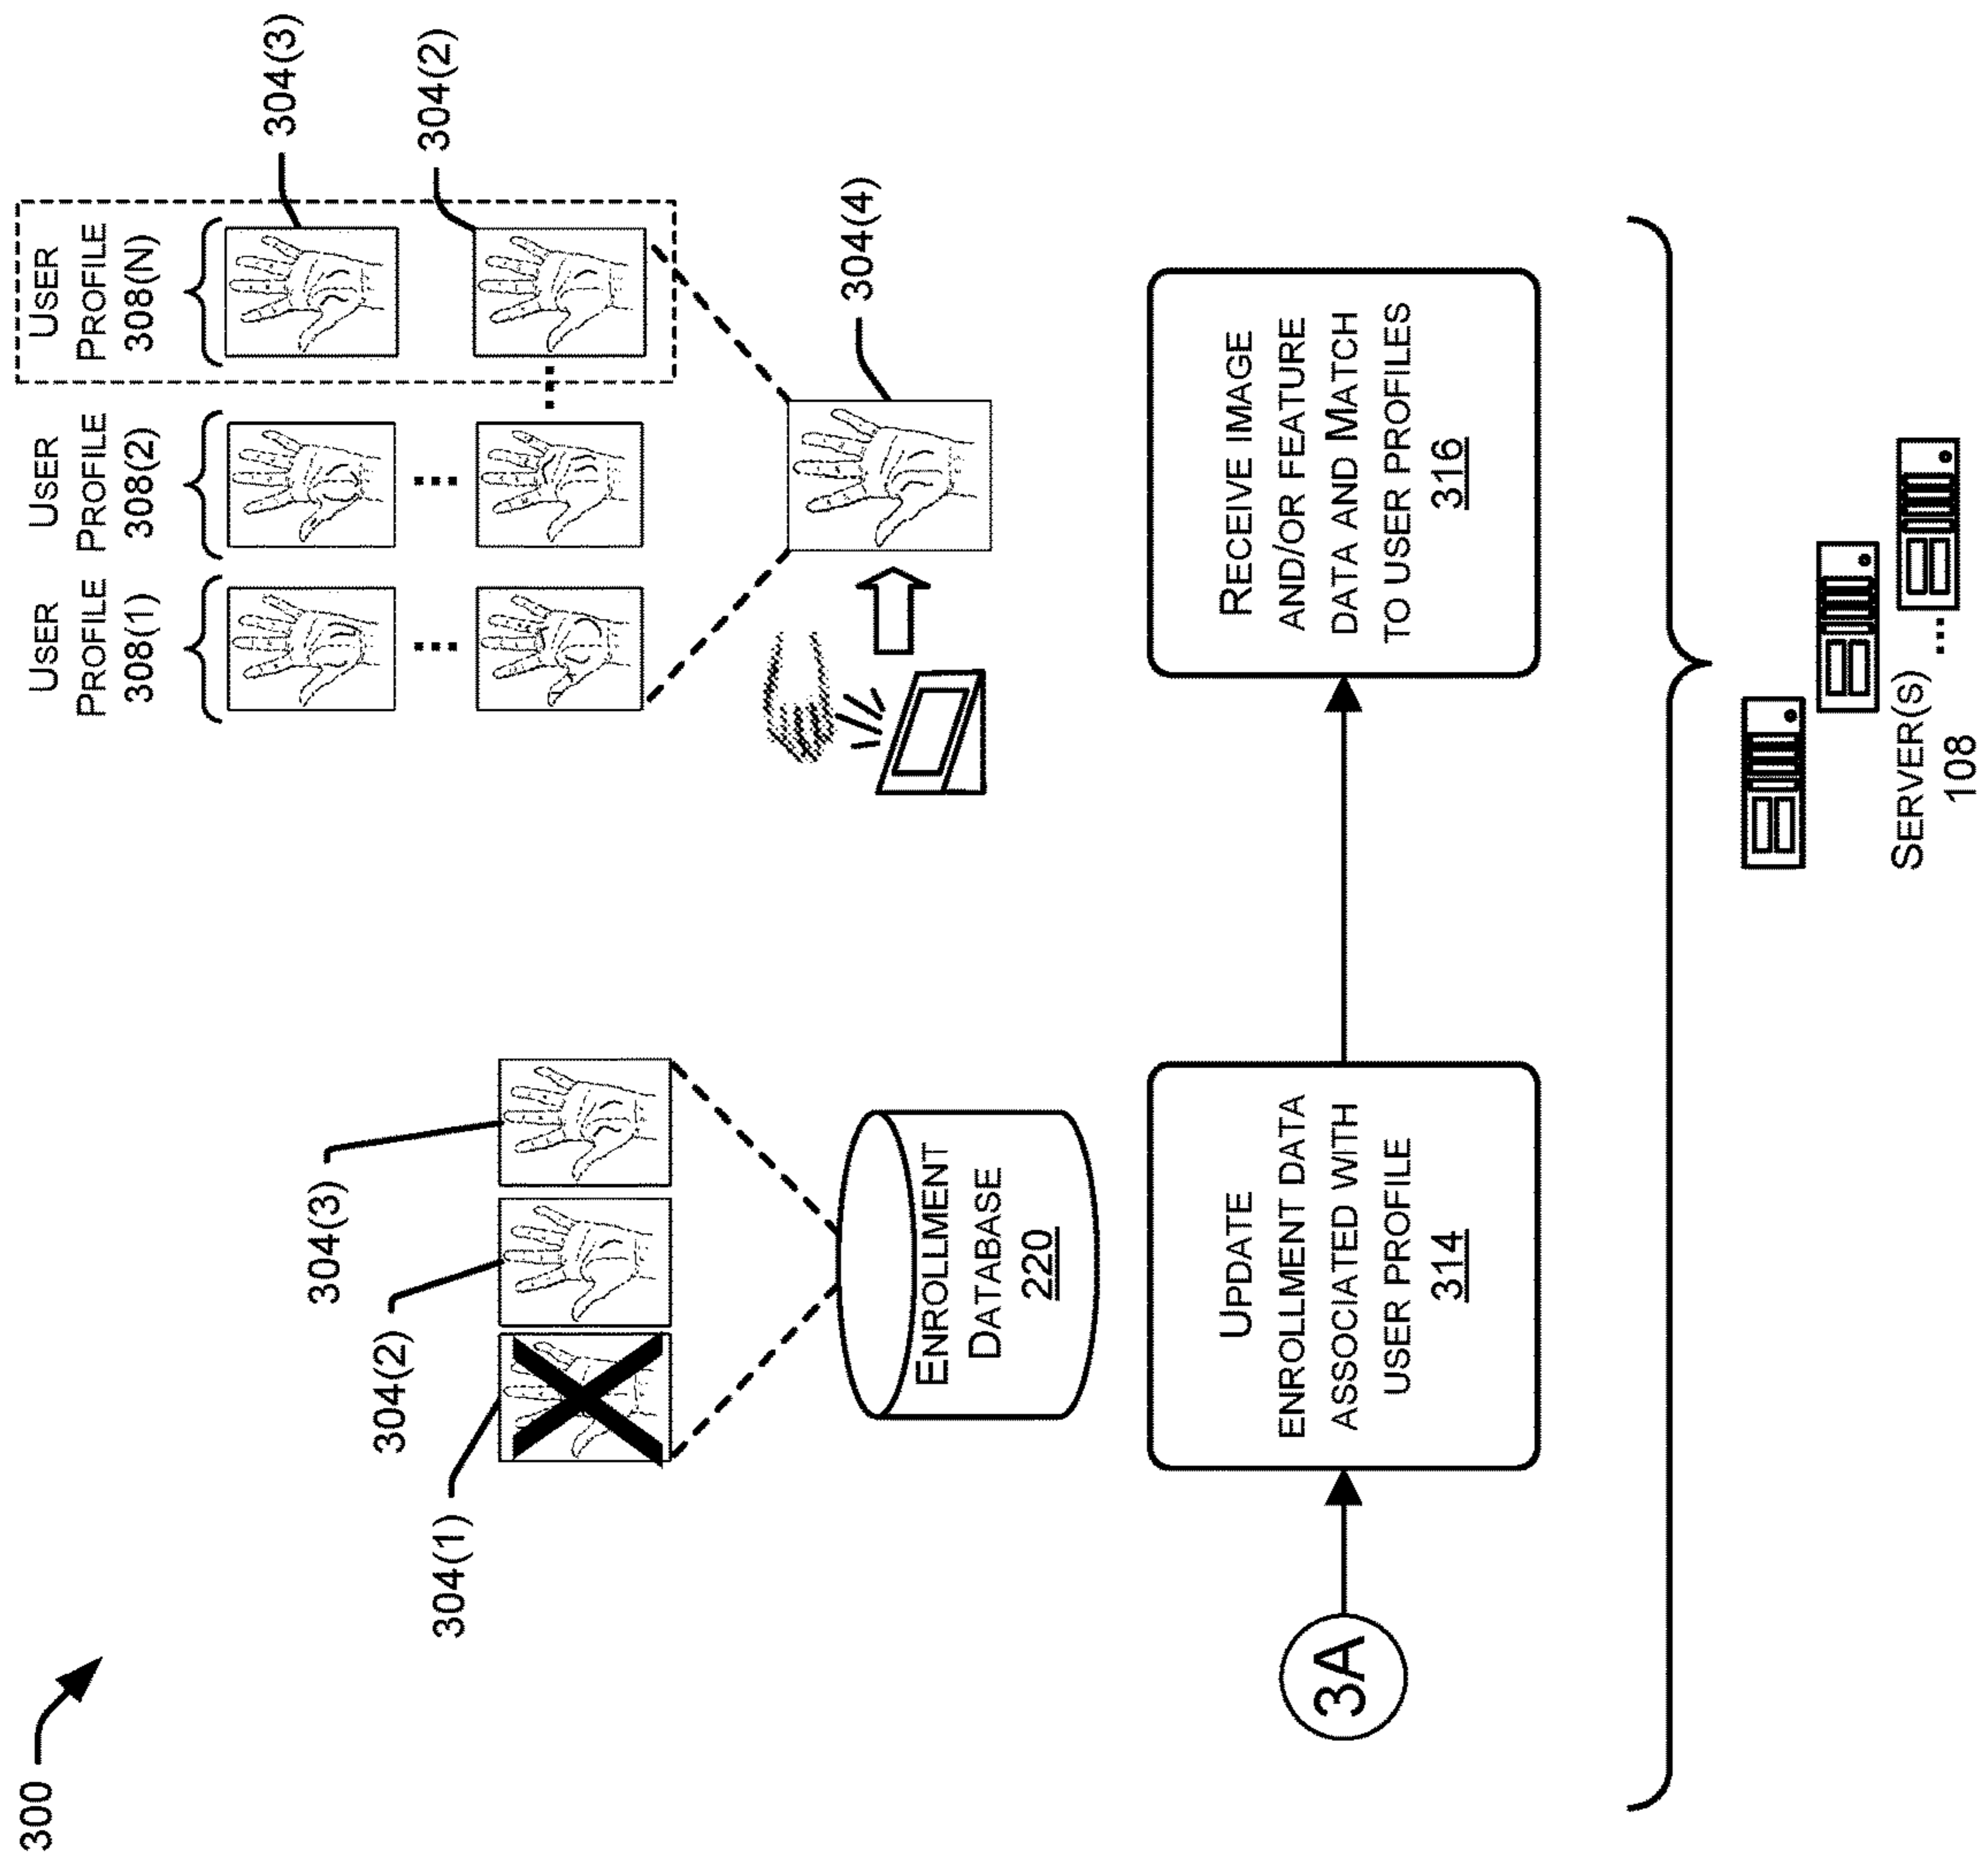 300
304(1)
304(2)
304(3)
ENROLLMENT
DATABASE
220
USER
PROFILE
308(1)
USER
PROFILE
308(2)
USER
PROFILE
308(N)
304(3)
304(2)
304(4)
3A
UPDATE
ENROLLMENT DATA
ASSOCIATED WITH
USER PROFILE
314
RECEIVE IMAGE
AND/OR FEATURE
DATA AND MATCH
TO USER PROFILES
316
SERVER(S)
108